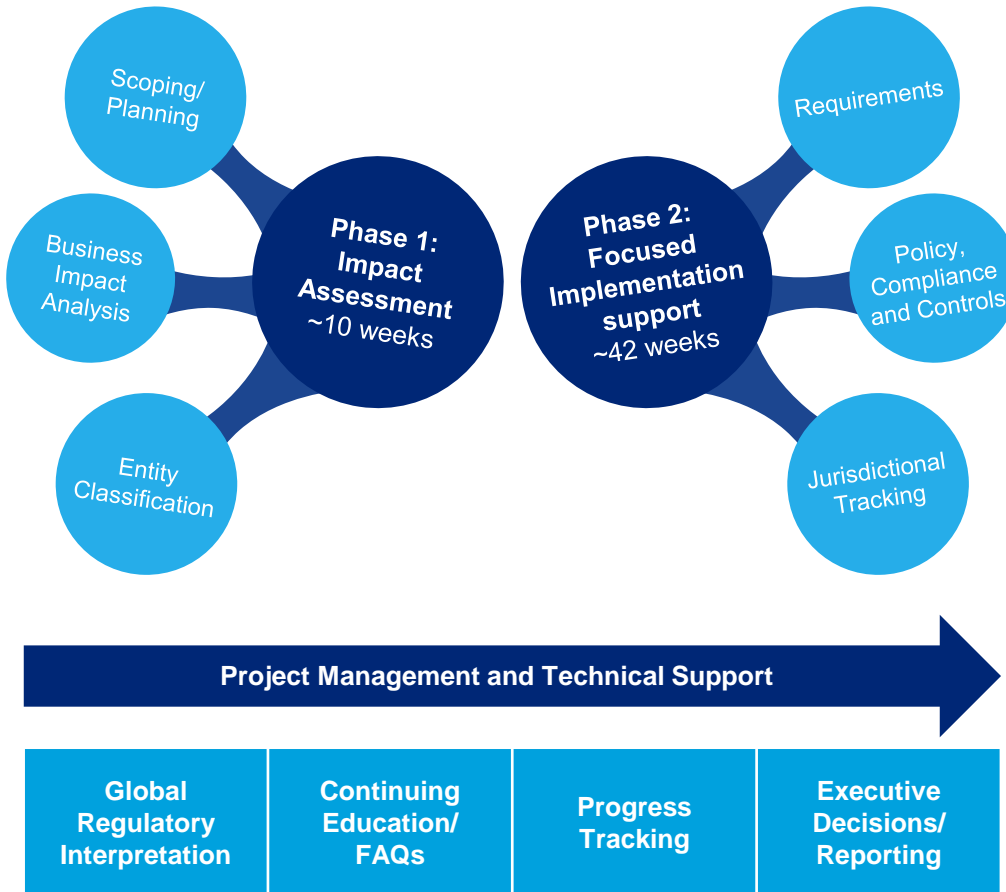 Scoping/
Planning
Business
Impact
Analysis
Entity
Classification
Phase 1:
Impact
Assessment
~10 weeks
Phase 2:
Focused
Implementation
support
~42 weeks
Requirements
Policy,
Compliance
and Controls
Jurisdictional
Tracking
Project Management and Technical Support
Global
Regulatory
Interpretation
Continuing
Education/
FAQs
Progress
Tracking
Executive
Decisions/
Reporting